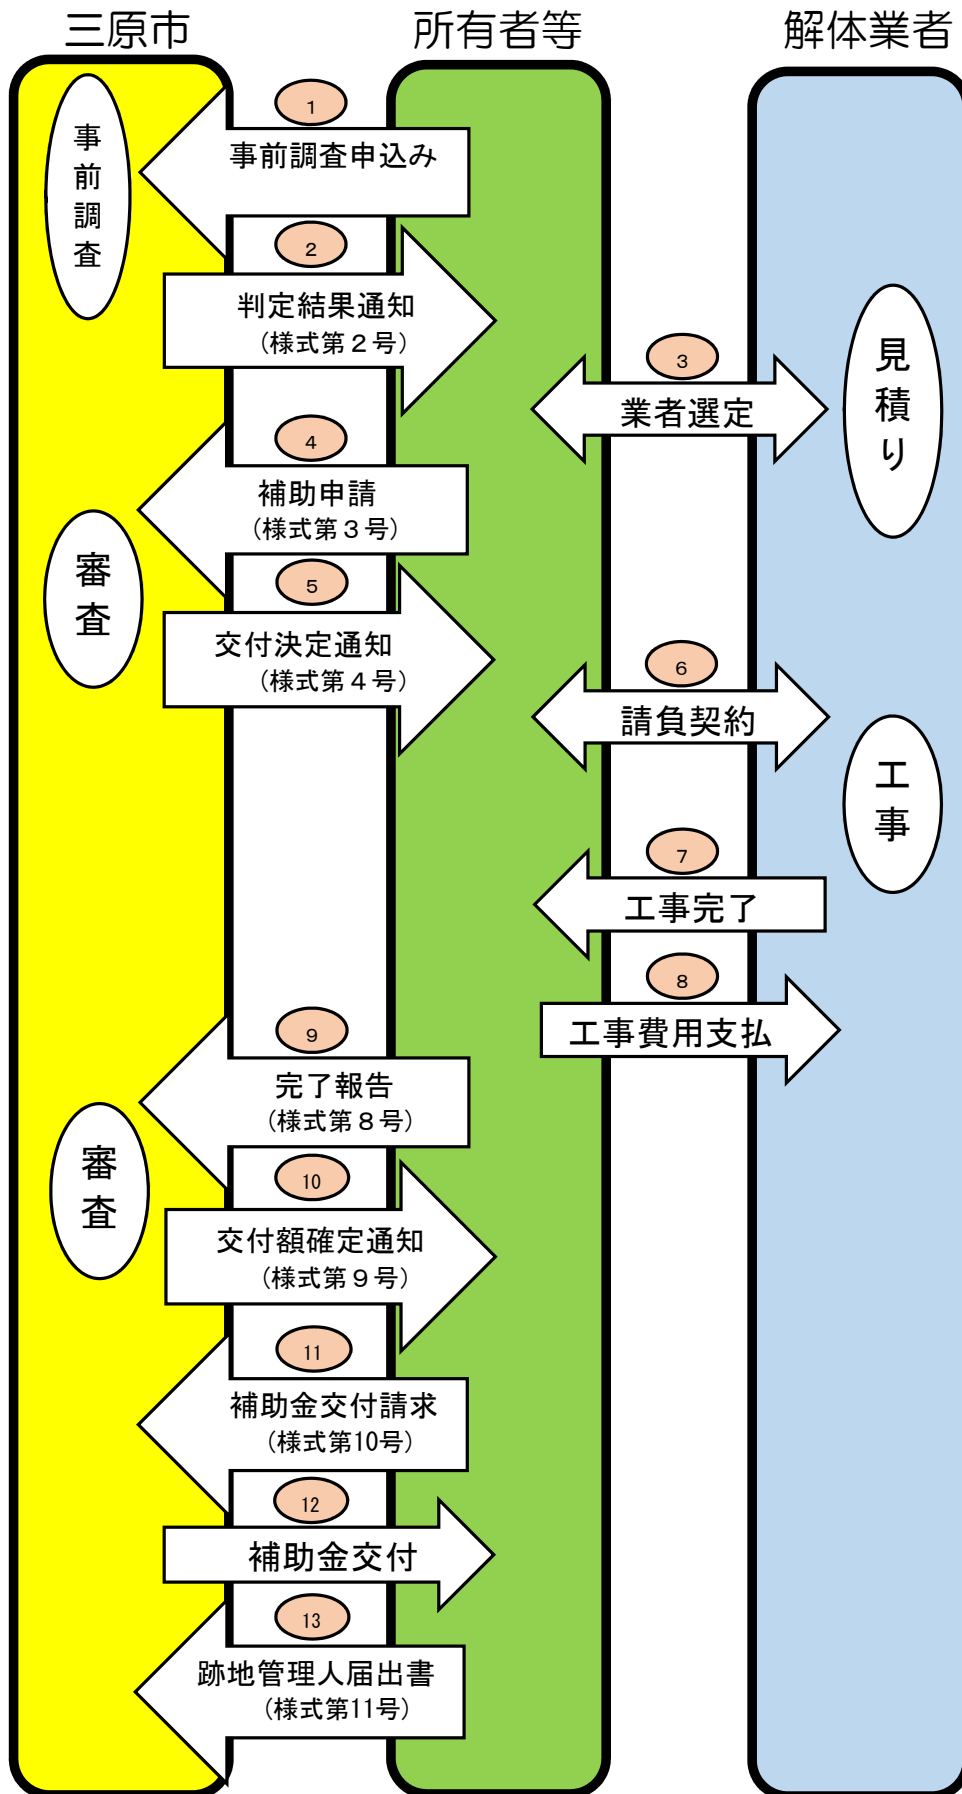 三原市
所有者等
解体業者
1
事前調査申込み
事前調査
2
判定結果通知
(様式第２号)
3
業者選定
見積り
4
補助申請
(様式第３号)
審査
5
交付決定通知
(様式第４号)
6
請負契約
工事
7
工事完了
8
工事費用支払
9
完了報告
(様式第８号)
審査
10
交付額確定通知
(様式第９号)
11
補助金交付請求
(様式第10号)
12
補助金交付
13
跡地管理人届出書
(様式第11号)